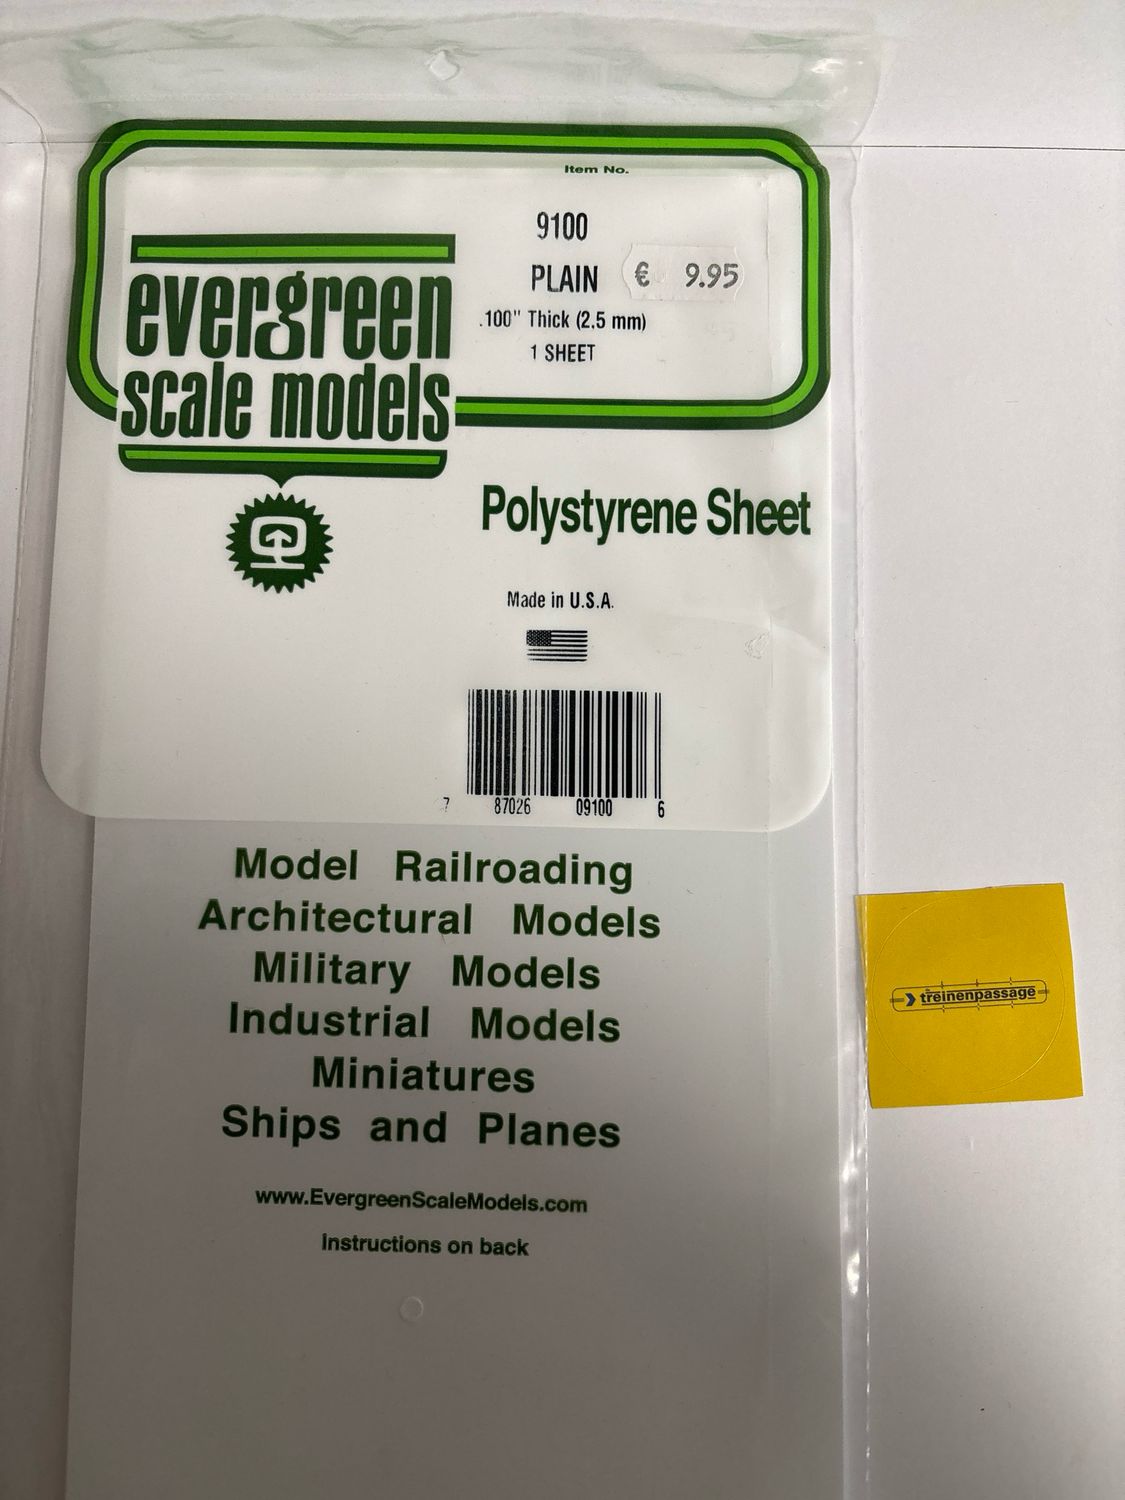 Item No.
9100
PLAIN
€ 9.95
.100" Thick (2.5 mm)
1 SHEET
evergreen
scale models
Polystyrene Sheet
Made in U.S.A.
7 87026 09100 6
Model Railroading
Architectural Models
Military Models
Industrial Models
Miniatures
Ships and Planes
www.EvergreenScaleModels.com
Instructions on back
de
treinenpassage